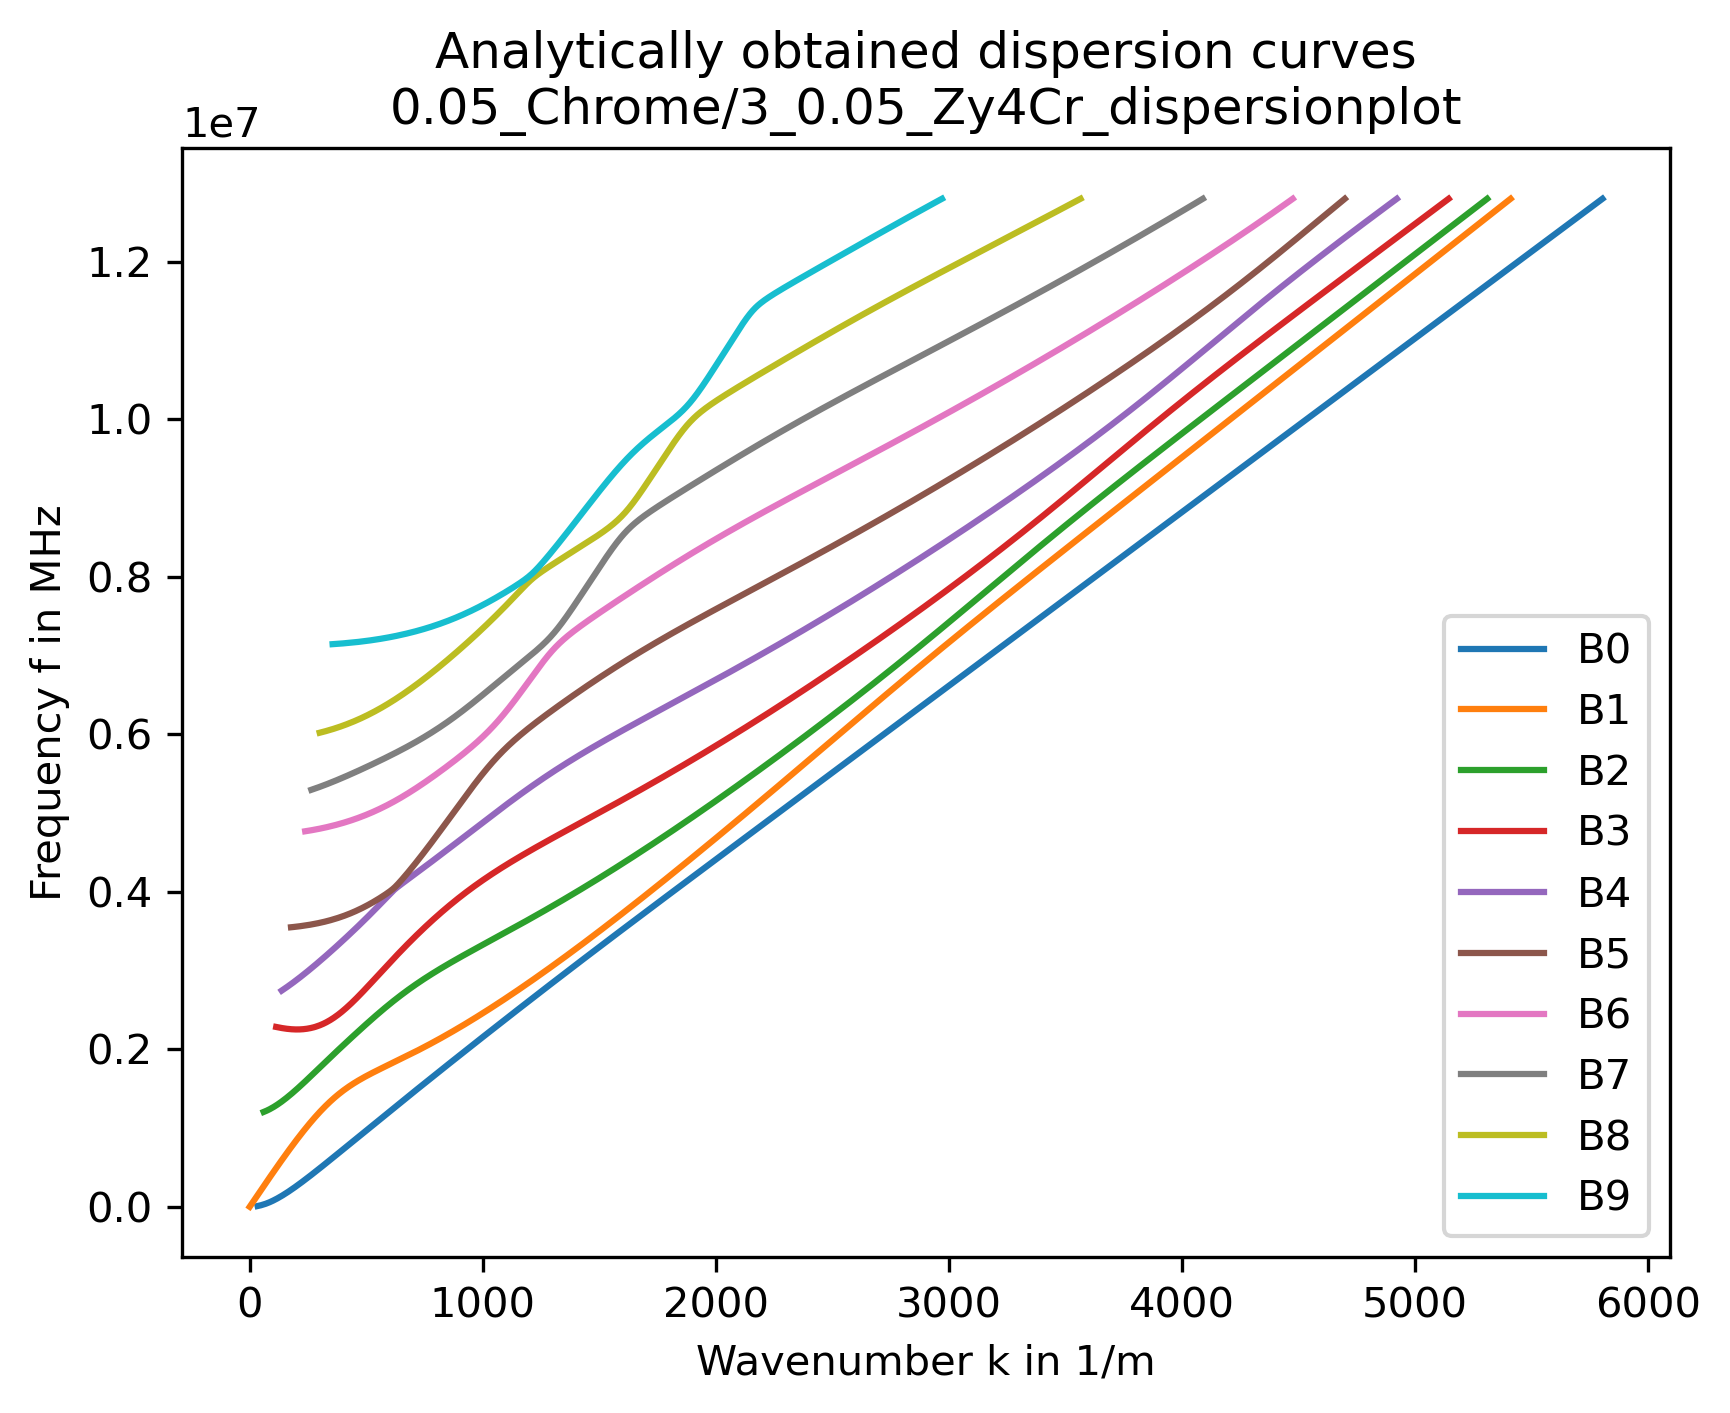 Analytically obtained dispersion curves
0.05_Chrome/3_0.05_Zy4Cr_dispersionplot
1e7
1.2
1.0
0.8
0.6
0.4
0.2
0.0
Frequency f in MHz
0 1000 2000 3000 4000 5000 6000
Wavenumber k in 1/m
B0
B1
B2
B3
B4
B5
B6
B7
B8
B9